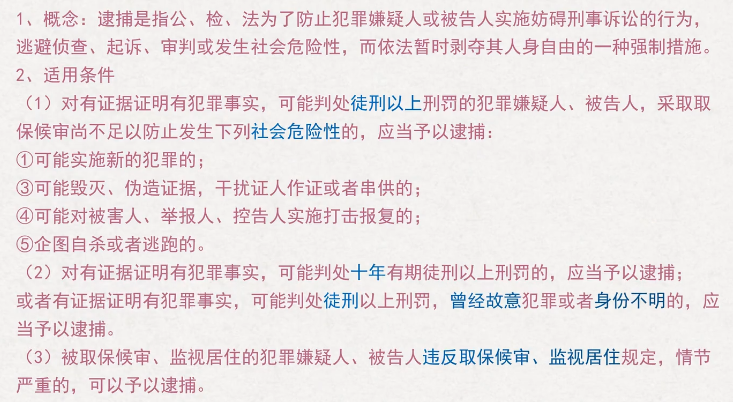 1、概念：逮捕是指公、检、法为了防止犯罪嫌疑人或被告人实施妨碍刑事诉讼的行为，
逃避侦查、起诉、审判或发生社会危险性，而依法暂时剥夺其人身自由的一种强制措施。
2、适用条件
（1）对有证据证明有犯罪事实，可能判处徒刑以上刑罚的犯罪嫌疑人、被告人，采取取
保候审尚不足以防止发生下列社会危险性的，应当予以逮捕：
①可能实施新的犯罪的；
③可能毁灭、伪造证据，干扰证人作证或者串供的；
④可能对被害人、举报人、控告人实施打击报复的；
⑤企图自杀或者逃跑的。
（2）对有证据证明有犯罪事实，可能判处十年有期徒刑以上刑罚的，应当予以逮捕；
或者有证据证明有犯罪事实，可能判处徒刑以上刑罚，曾经故意犯罪或者身份不明的，应
当予以逮捕。
（3）被取保候审、监视居住的犯罪嫌疑人、被告人违反取保候审、监视居住规定，情节
严重的，可以予以逮捕。